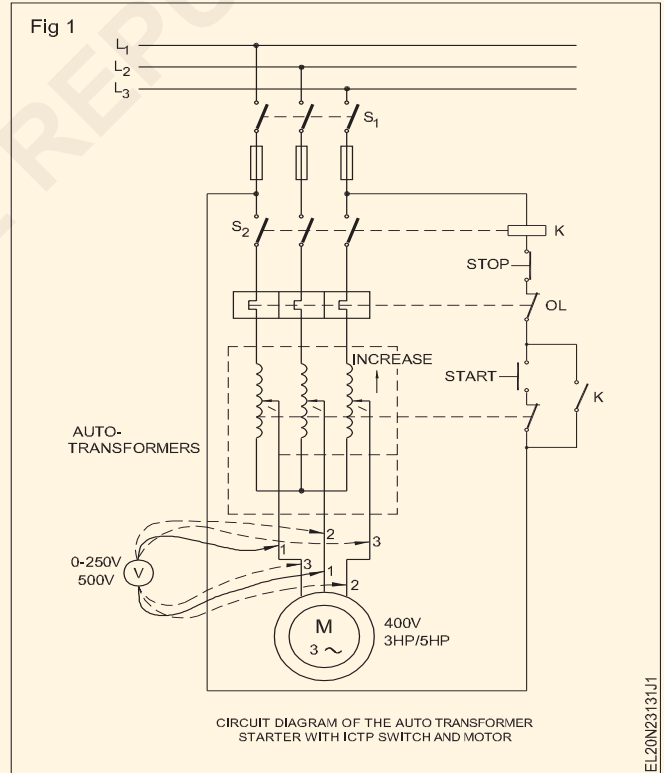 Fig 1
L1
L2
L3
S1
S2
K
STOP
OL
INCREASE
START
K
AUTO-
TRANSFORMERS
2
1
3
0-250V
500V
V
3
1
2
M
3 ~
400V
3HP/5HP
CIRCUIT DIAGRAM OF THE AUTO TRANSFORMER
STARTER WITH ICTP SWITCH AND MOTOR
EL20N23131J1
REPU